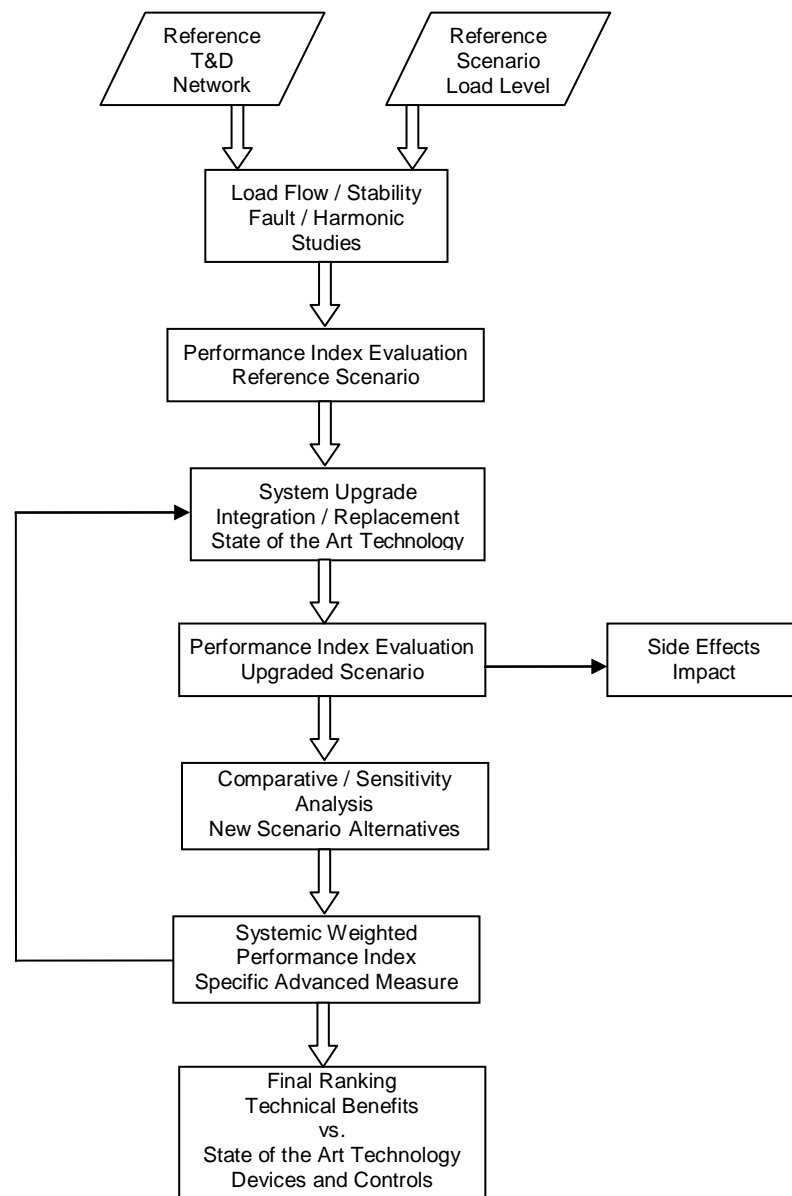 Reference
T&D
Network
Reference
Scenario
Load Level
Load Flow / Stability
Fault / Harmonic
Studies
Performance Index Evaluation
Reference Scenario
System Upgrade
Integration / Replacement
State of the Art Technology
Performance Index Evaluation
Upgraded Scenario
Side Effects
Impact
Comparative / Sensitivity
Analysis
New Scenario Alternatives
Systemic Weighted
Performance Index
Specific Advanced Measure
Final Ranking
Technical Benefits
vs.
State of the Art Technology
Devices and Controls